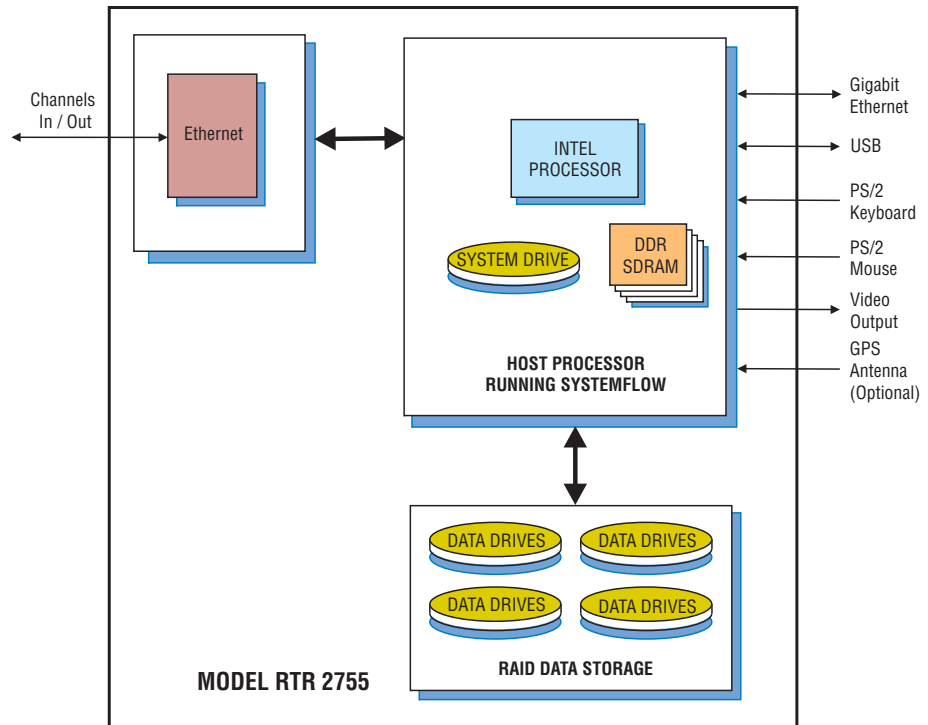 Channels
In / Out
Ethernet
INTEL
PROCESSOR
SYSTEM DRIVE
DDR
SDRAM
HOST PROCESSOR
RUNNING SYSTEMFLOW
Gigabit
Ethernet
USB
PS/2
Keyboard
PS/2
Mouse
Video
Output
GPS
Antenna
(Optional)
DATA DRIVES
DATA DRIVES
DATA DRIVES
DATA DRIVES
RAID DATA STORAGE
MODEL RTR 2755